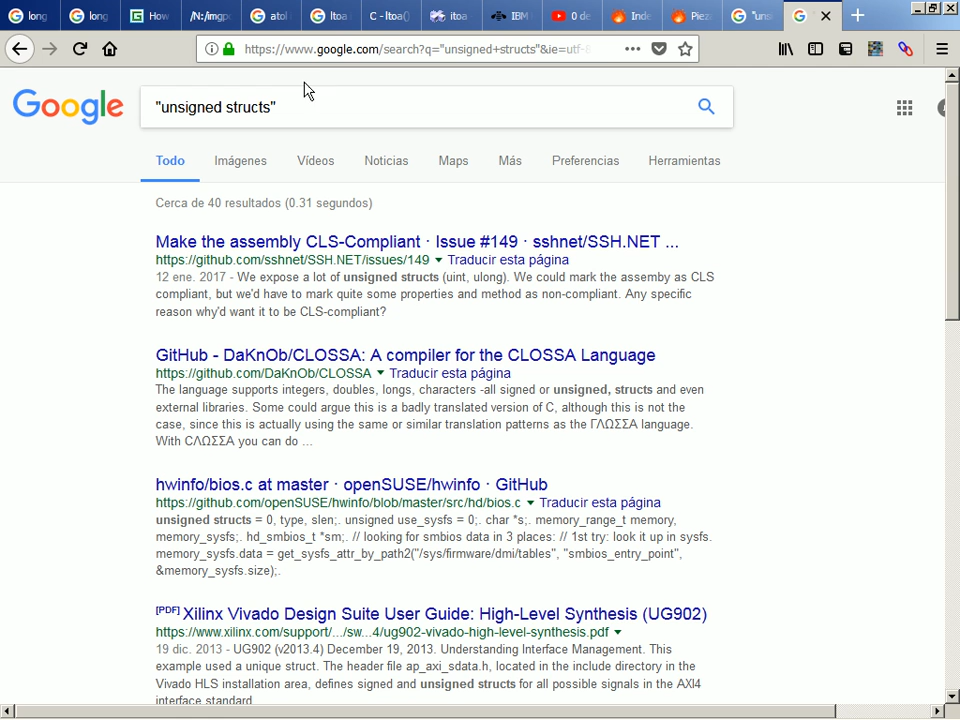 long
long
How
/N:/imgp
atol
ltoa
C - ltoa()
itoa
IBM
0 de
Inde
Piez
"uns
https://www.google.com/search?q="unsigned+structs"&ie=utf-8
Google
"unsigned structs"
Todo
Imágenes
Vídeos
Noticias
Maps
Más
Preferencias
Herramientas
Cerca de 40 resultados (0.31 segundos)
Make the assembly CLS-Compliant · Issue #149 · sshnet/SSH.NET ...
https://github.com/sshnet/SSH.NET/issues/149 ▼ Traducir esta página
12 ene. 2017 - We expose a lot of unsigned structs (uint, ulong). We could mark the assemby as CLS
compliant, but we'd have to mark quite some properties and method as non-compliant. Any specific
reason why'd want it to be CLS-compliant?
GitHub - DaKnOb/CLOSSA: A compiler for the CLOSSA Language
https://github.com/DaKnOb/CLOSSA ▼ Traducir esta página
The language supports integers, doubles, longs, characters -all signed or unsigned, structs and even
external libraries. Some could argue this is a badly translated version of C, although this is not the
case, since this is actually using the same or similar translation patterns as the ΓΛΩΣΣΑ language.
With CΛΩΣΣΑ you can do ...
hwinfo/bios.c at master · openSUSE/hwinfo · GitHub
https://github.com/openSUSE/hwinfo/blob/master/src/hd/bios.c ▼ Traducir esta página
unsigned structs = 0, type, slen;. unsigned use_sysfs = 0;. char *s;. memory_range_t memory,
memory_sysfs;. hd_smbios_t *sm;. // looking for smbios data in 3 places: // 1st try: look it up in sysfs.
memory_sysfs.data = get_sysfs_attr_by_path2("/sys/firmware/dmi/tables", "smbios_entry_point",
&memory_sysfs.size);.
[PDF] Xilinx Vivado Design Suite User Guide: High-Level Synthesis (UG902)
https://www.xilinx.com/support/.../sw...4/ug902-vivado-high-level-synthesis.pdf ▼
19 dic. 2013 - UG902 (v2013.4) December 19, 2013. Understanding Interface Management. This
example used a unique struct. The header file ap_axi_sdata.h, located in the include directory in the
Vivado HLS installation area, defines signed and unsigned structs for all possible signals in the AXI4
interface standard.